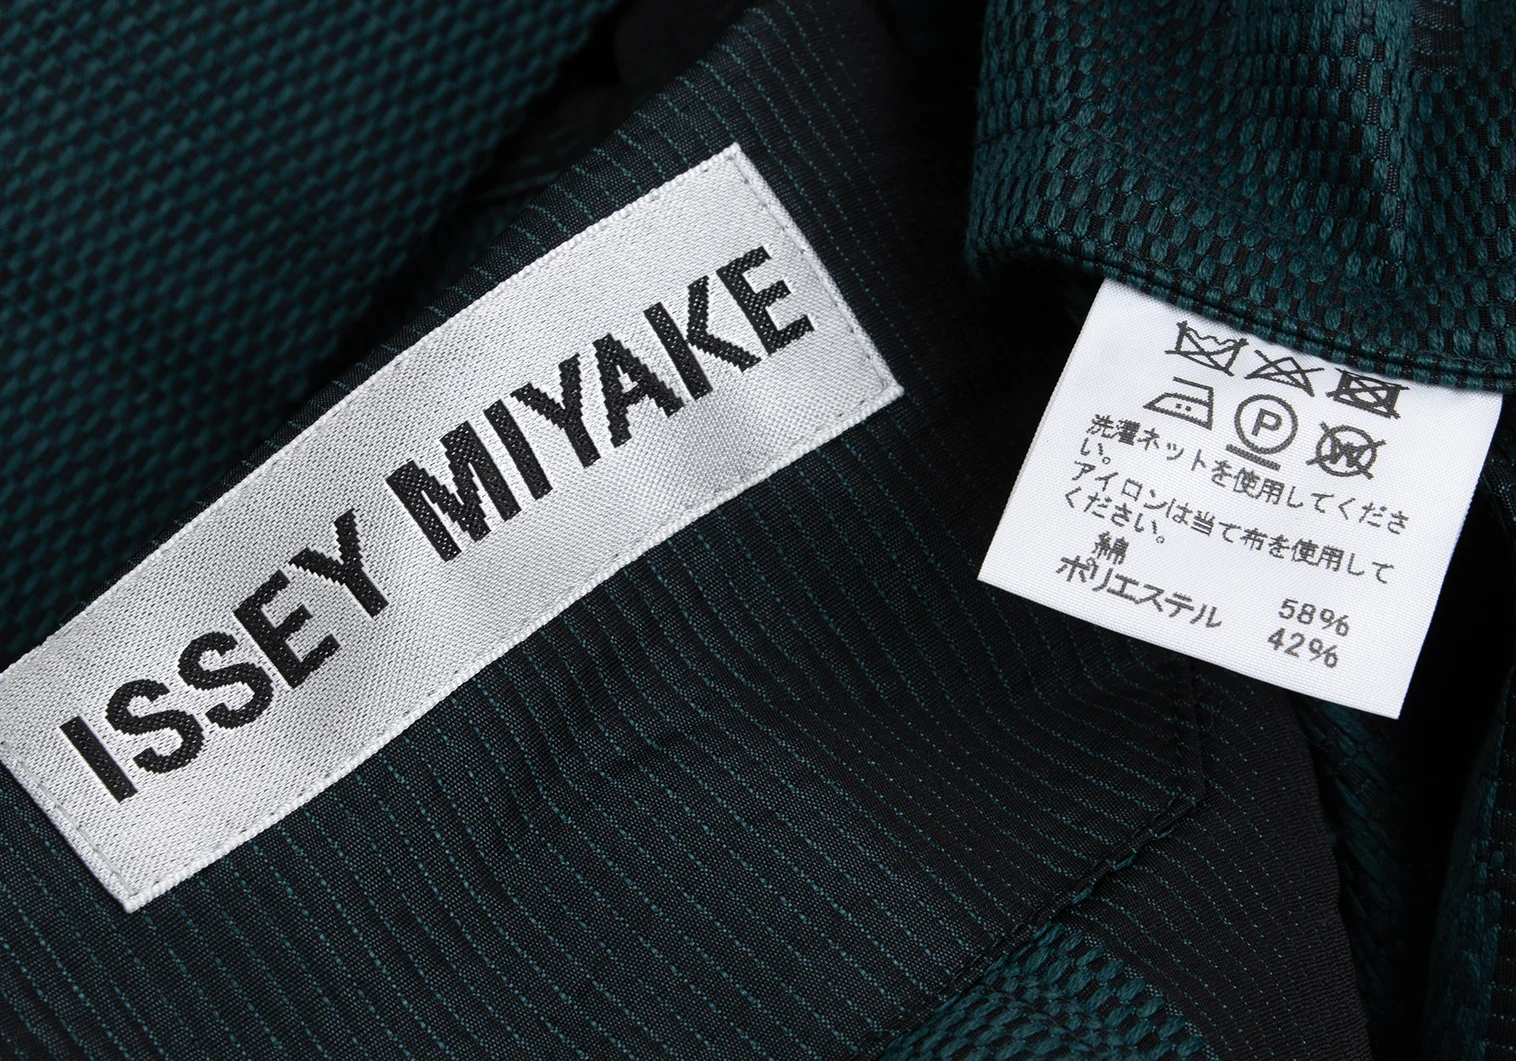 ISSEY MIYAKE
P
W
洗濯ネットを使用してくださ
い。
アイロンは当て布を使用して
ください。
綿 58%
ポリエステル 42%